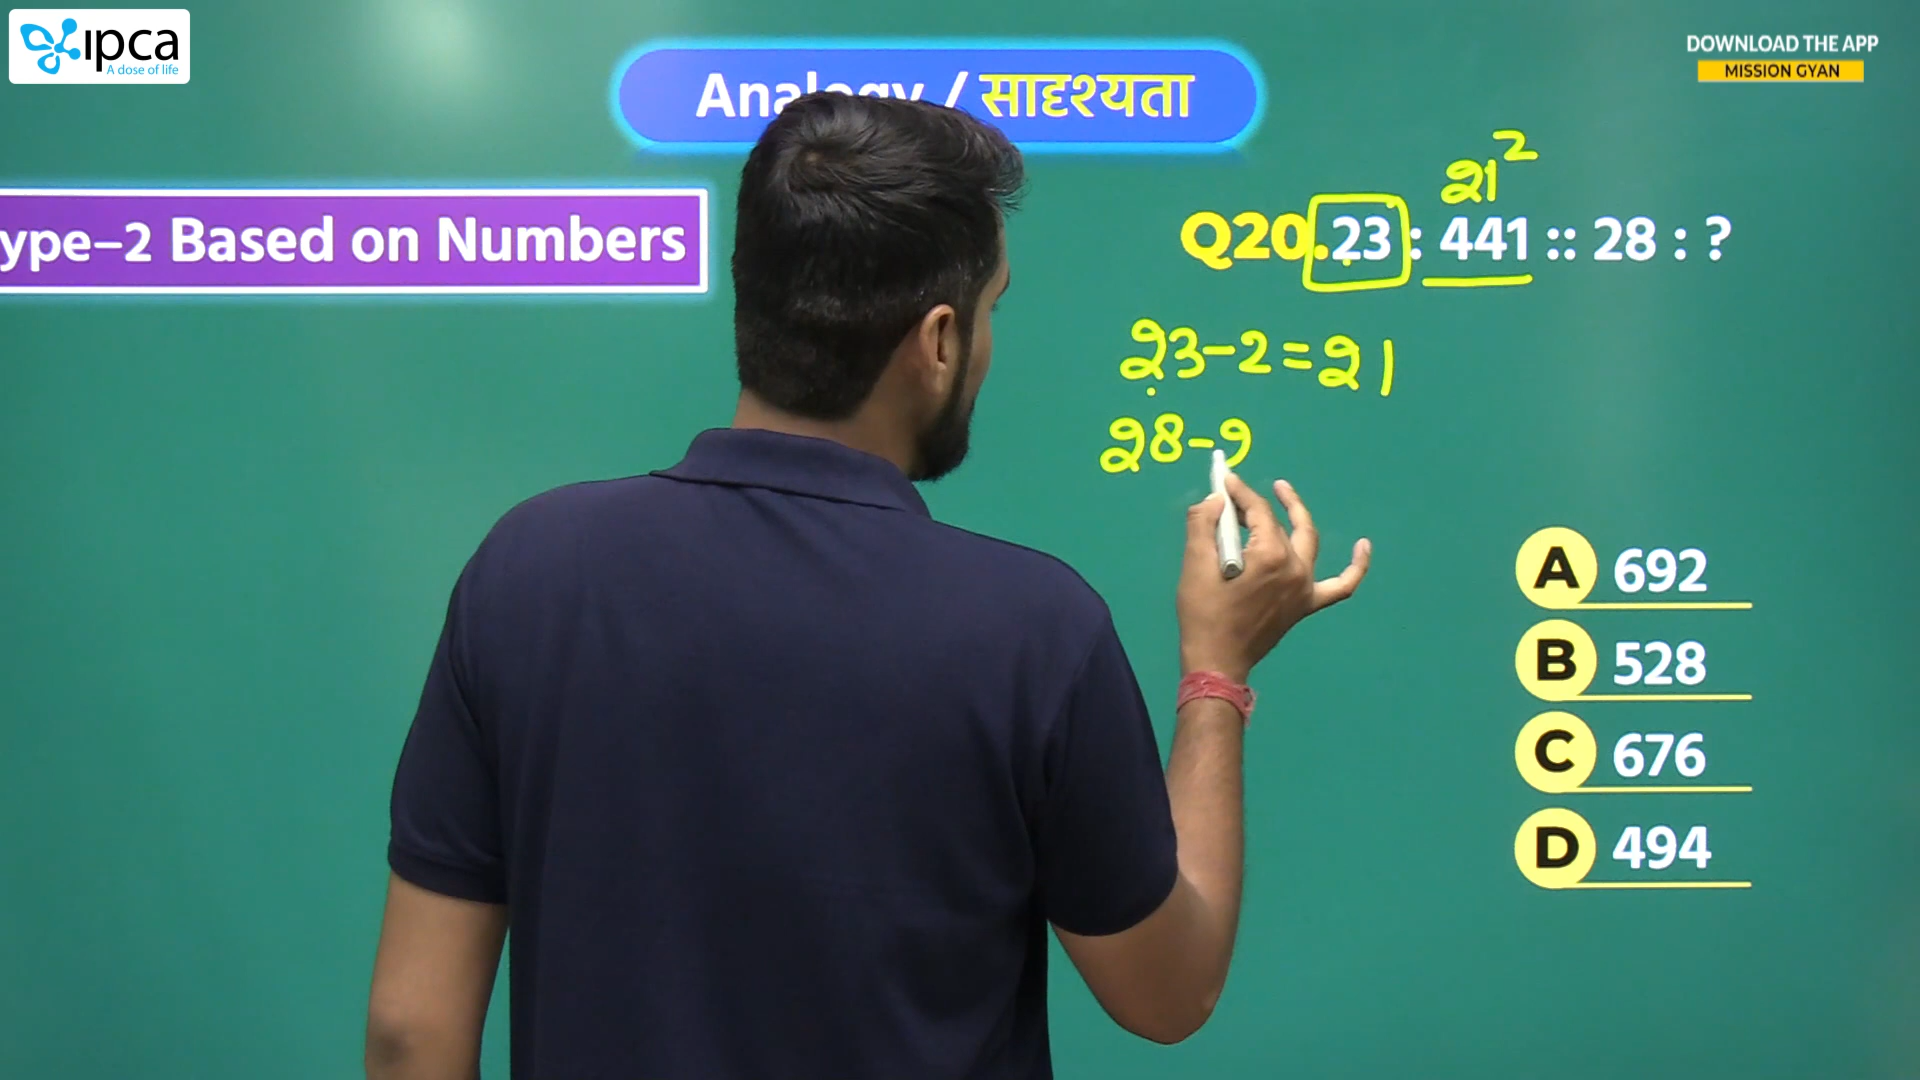 ipca
A dose of life
DOWNLOAD THE APP
MISSION GYAN
/ सादृश्यता
ype-2 Based on Numbers
21²
Q20.23 : 441 :: 28 : ?
23-2=21
28-2
A 692
B 528
C 676
D 494